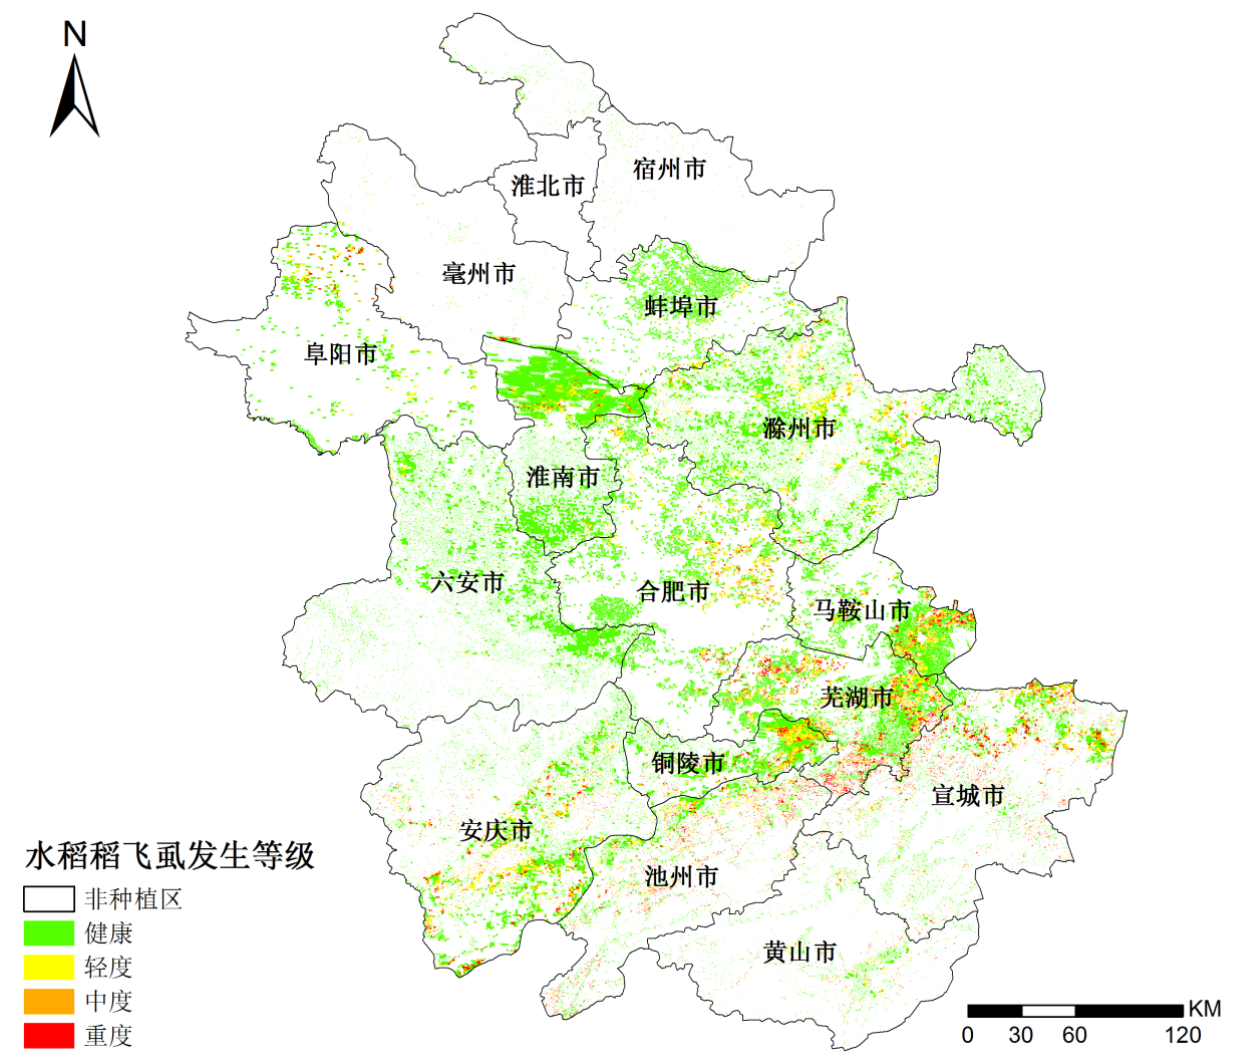 N
宿州市
淮北市
亳州市
蚌埠市
阜阳市
滁州市
淮南市
六安市
合肥市
马鞍山市
芜湖市
铜陵市
宣城市
安庆市
池州市
黄山市
水稻稻飞虱发生等级
非种植区
健康
轻度
中度
重度
KM
0 30 60 120